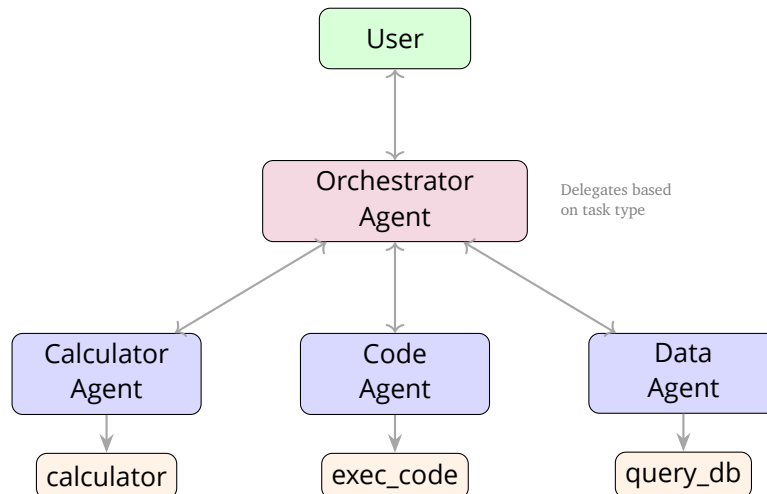 User
Orchestrator
Agent
Delegates based
on task type
Calculator
Agent
Code
Agent
Data
Agent
calculator
exec_code
query_db